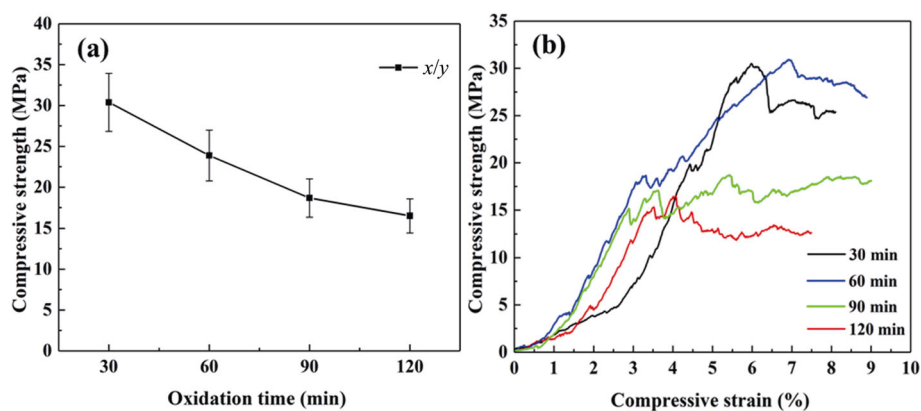 (a)
x/y
Compressive strength (MPa)
40
35
30
25
20
15
10
5
0
30 60 90 120
Oxidation time (min)
(b)
Compressive strength (MPa)
35
30
25
20
15
10
5
0
30 min
60 min
90 min
120 min
0 1 2 3 4 5 6 7 8 9 10
Compressive strain (%)